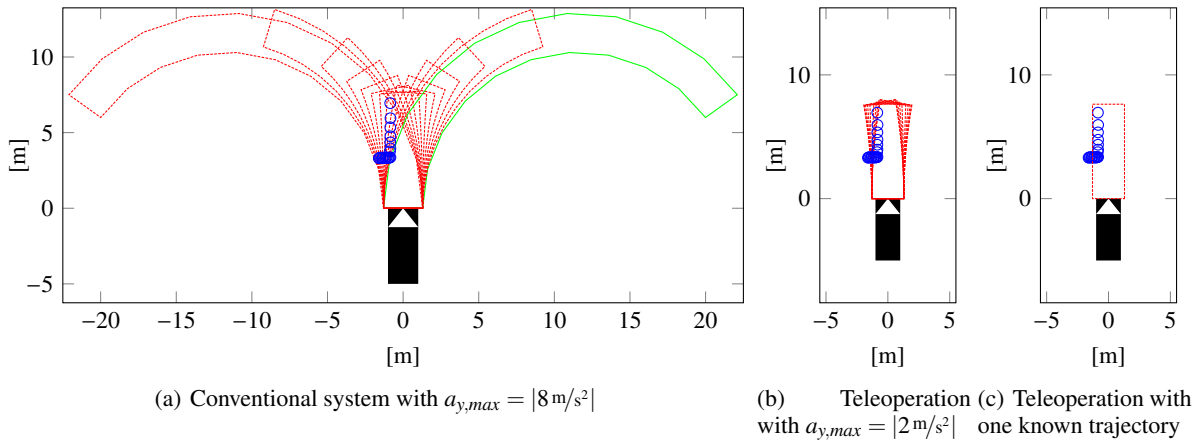 10
5
0
−5
[m]
−20 −15 −10 −5 0 5 10 15 20
[m]
(a) Conventional system with a_{y,max} = |8 m/s²|
10
0
[m]
−5 0 5
[m]
(b) Teleoperation
with a_{y,max} = |2 m/s²|
10
0
[m]
−5 0 5
[m]
(c) Teleoperation with
one known trajectory